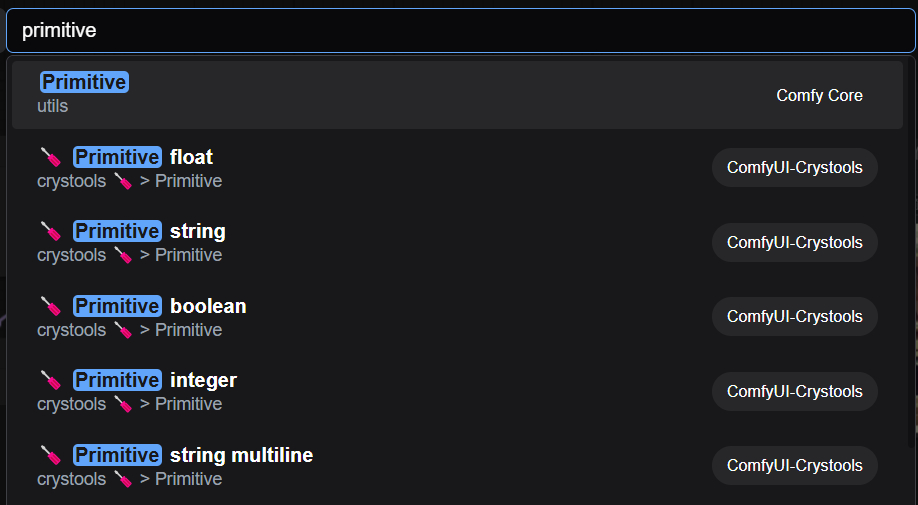 primitive
Primitive
utils
Comfy Core
Primitive float
crystools > Primitive
ComfyUI-Crystools
Primitive string
crystools > Primitive
ComfyUI-Crystools
Primitive boolean
crystools > Primitive
ComfyUI-Crystools
Primitive integer
crystools > Primitive
ComfyUI-Crystools
Primitive string multiline
crystools > Primitive
ComfyUI-Crystools